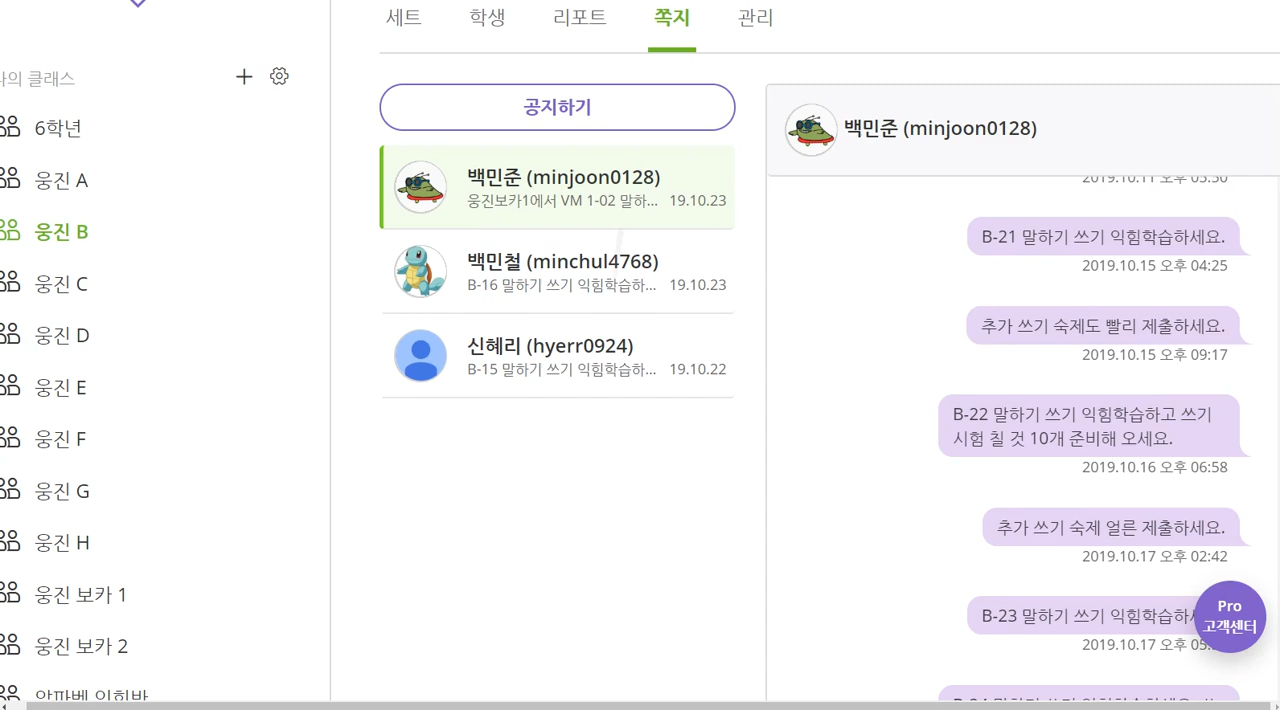 세트 학생 리포트 쪽지 관리
나의 클래스
6학년
웅진 A
웅진 B
웅진 C
웅진 D
웅진 E
웅진 F
웅진 G
웅진 H
웅진 보카 1
웅진 보카 2
공지하기
백민준 (minjoon0128)
웅진보카1에서 VM 1-02 말하... 19.10.23
백민철 (minchul4768)
B-16 말하기 쓰기 익힘학습하... 19.10.23
신혜리 (hyerr0924)
B-15 말하기 쓰기 익힘학습하... 19.10.22
백민준 (minjoon0128)
B-21 말하기 쓰기 익힘학습하세요.
2019.10.15 오후 04:25
추가 쓰기 숙제도 빨리 제출하세요.
2019.10.15 오후 09:17
B-22 말하기 쓰기 익힘학습하고 쓰기
시험 칠 것 10개 준비해 오세요.
2019.10.16 오후 06:58
추가 쓰기 숙제 얼른 제출하세요.
2019.10.17 오후 02:42
B-23 말하기 쓰기
2019.10.17 오후
Pro
고객센터